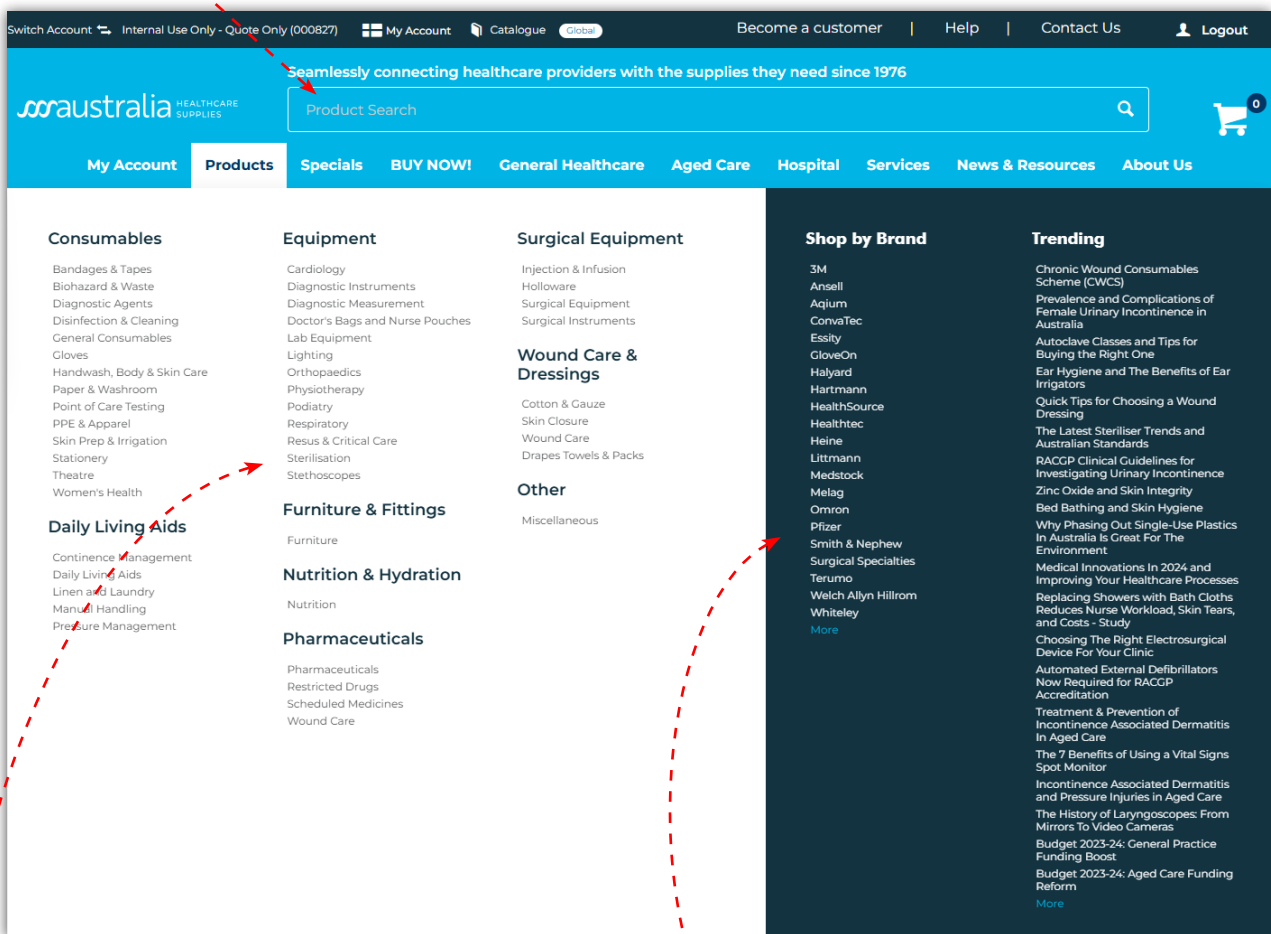 Switch Account Internal Use Only - Quote Only (000827) My Account Catalogue Global Become a customer | Help | Contact Us Logout
Seamlessly connecting healthcare providers with the supplies they need since 1976
australia HEALTHCARE SUPPLIES
Product Search
0
My Account Products Specials BUY NOW! General Healthcare Aged Care Hospital Services News & Resources About Us
Consumables
Bandages & Tapes
Biohazard & Waste
Diagnostic Agents
Disinfection & Cleaning
General Consumables
Gloves
Handwash, Body & Skin Care
Paper & Washroom
Point of Care Testing
PPE & Apparel
Skin Prep & Irrigation
Stationery
Theatre
Women's Health
Daily Living Aids
Continence Management
Daily Living Aids
Linen and Laundry
Manual Handling
Pressure Management
Equipment
Cardiology
Diagnostic Instruments
Diagnostic Measurement
Doctor's Bags and Nurse Pouches
Lab Equipment
Lighting
Orthopaedics
Physiotherapy
Podiatry
Respiratory
Resus & Critical Care
Sterilisation
Stethoscopes
Furniture & Fittings
Furniture
Nutrition & Hydration
Nutrition
Pharmaceuticals
Pharmaceuticals
Restricted Drugs
Scheduled Medicines
Wound Care
Surgical Equipment
Injection & Infusion
Holloware
Surgical Equipment
Surgical Instruments
Wound Care &
Dressings
Cotton & Gauze
Skin Closure
Wound Care
Drapes Towels & Packs
Other
Miscellaneous
Shop by Brand
3M
Ansell
Aqium
ConvaTec
Essity
GloveOn
Halyard
Hartmann
HealthSource
Healthtec
Heine
Littmann
Medstock
Melag
Omron
Pfizer
Smith & Nephew
Surgical Specialties
Terumo
Welch Allyn Hillrom
Whiteley
More
Trending
Chronic Wound Consumables
Scheme (CWCS)
Prevalence and Complications of
Female Urinary Incontinence in
Australia
Autoclave Classes and Tips for
Buying the Right One
Ear Hygiene and The Benefits of Ear
Irrigators
Quick Tips for Choosing a Wound
Dressing
The Latest Steriliser Trends and
Australian Standards
RACGP Clinical Guidelines for
Investigating Urinary Incontinence
Zinc Oxide and Skin Integrity
Bed Bathing and Skin Hygiene
Why Phasing Out Single-Use Plastics
In Australia Is Great For The
Environment
Medical Innovations In 2024 and
Improving Your Healthcare Processes
Replacing Showers with Bath Cloths
Reduces Nurse Workload, Skin Tears,
and Costs - Study
Choosing The Right Electrosurgical
Device For Your Clinic
Automated External Defibrillators
Now Required for RACGP
Accreditation
Treatment & Prevention of
Incontinence Associated Dermatitis
In Aged Care
The 7 Benefits of Using a Vital Signs
Spot Monitor
Incontinence Associated Dermatitis
and Pressure Injuries in Aged Care
The History of Laryngoscopes: From
Mirrors To Video Cameras
Budget 2023-24: General Practice
Funding Boost
Budget 2023-24: Aged Care Funding
Reform
More